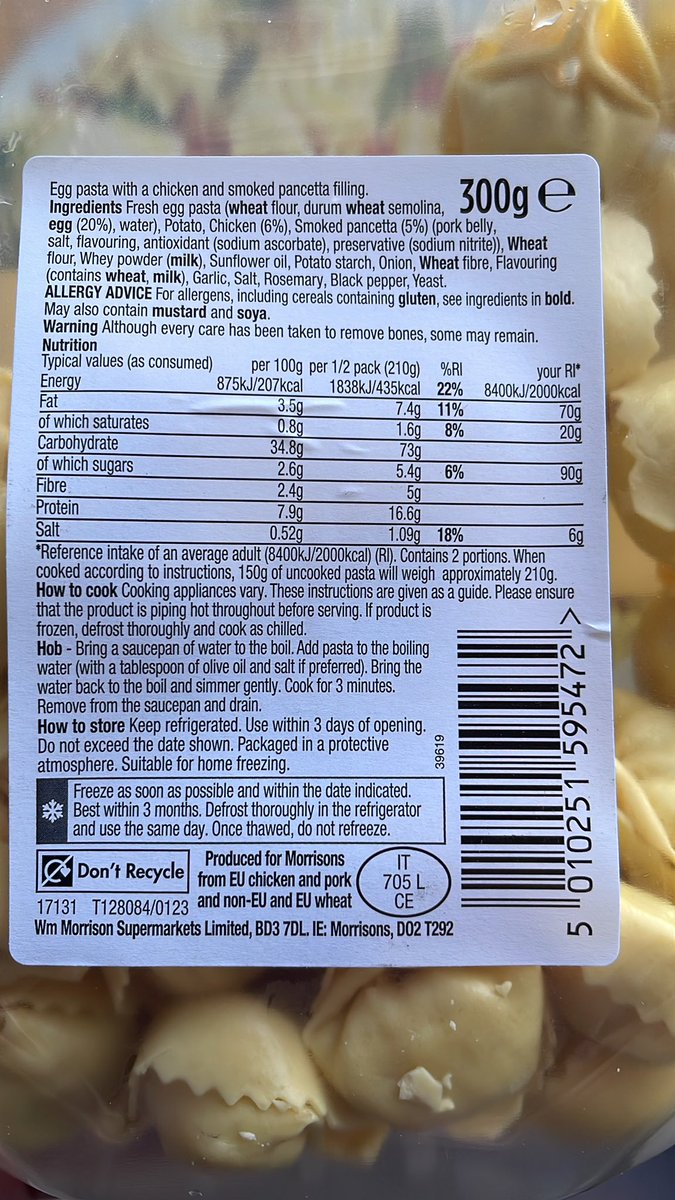 Egg pasta with a chicken and smoked pancetta filling.
300g e
Ingredients Fresh egg pasta (wheat flour, durum wheat semolina,
egg (20%), water), Potato, Chicken (6%), Smoked pancetta (5%) (pork belly,
salt, flavouring, antioxidant (sodium ascorbate), preservative (sodium nitrite)), Wheat
flour, Whey powder (milk), Sunflower oil, Potato starch, Onion, Wheat fibre, Flavouring
(contains wheat, milk), Garlic, Salt, Rosemary, Black pepper, Yeast.
ALLERGY ADVICE For allergens, including cereals containing gluten, see ingredients in bold.
May also contain mustard and soya.
Warning Although every care has been taken to remove bones, some may remain.
Nutrition
Typical values (as consumed) per 100g per 1/2 pack (210g) %RI your RI*
Energy 875kJ/207kcal 1838kJ/435kcal 22% 8400kJ/2000kcal
Fat 3.5g 7.4g 11% 70g
of which saturates 0.8g 1.6g 8% 20g
Carbohydrate 34.8g 73g
of which sugars 2.6g 5.4g 6% 90g
Fibre 2.4g 5g
Protein 7.9g 16.6g
Salt 0.52g 1.09g 18% 6g
*Reference intake of an average adult (8400kJ/2000kcal) (RI). Contains 2 portions. When
cooked according to instructions, 150g of uncooked pasta will weigh approximately 210g.
How to cook Cooking appliances vary. These instructions are given as a guide. Please ensure
that the product is piping hot throughout before serving. If product is
frozen, defrost thoroughly and cook as chilled.
Hob - Bring a saucepan of water to the boil. Add pasta to the boiling
water (with a tablespoon of olive oil and salt if preferred). Bring the
water back to the boil and simmer gently. Cook for 3 minutes.
Remove from the saucepan and drain.
How to store Keep refrigerated. Use within 3 days of opening.
Do not exceed the date shown. Packaged in a protective
atmosphere. Suitable for home freezing.
39619
5 010251 595472 >
Freeze as soon as possible and within the date indicated.
Best within 3 months. Defrost thoroughly in the refrigerator
and use the same day. Once thawed, do not refreeze.
Don't Recycle
Produced for Morrisons
from EU chicken and pork
and non-EU and EU wheat
IT
705 L
CE
17131 T128084/0123
Wm Morrison Supermarkets Limited, BD3 7DL. IE: Morrisons, D02 T292